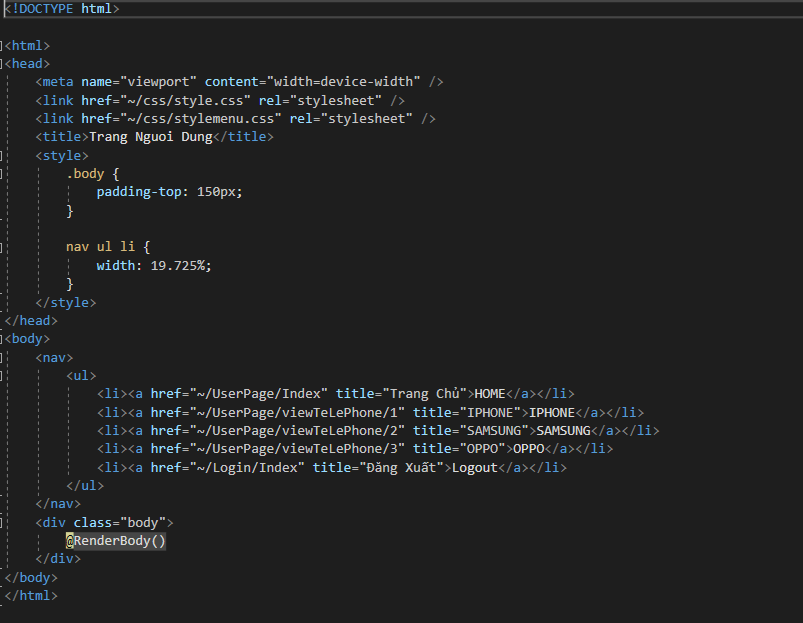 <!DOCTYPE html>
<html>
<head>
<meta name="viewport" content="width=device-width" />
<link href="~/css/style.css" rel="stylesheet" />
<link href="~/css/stylemenu.css" rel="stylesheet" />
<title>Trang Nguoi Dung</title>
<style>
.body {
padding-top: 150px;
}
nav ul li {
width: 19.725%;
}
</style>
</head>
<body>
<nav>
<ul>
<li><a href="~/UserPage/Index" title="Trang Chủ">HOME</a></li>
<li><a href="~/UserPage/viewTeLePhone/1" title="IPHONE">IPHONE</a></li>
<li><a href="~/UserPage/viewTeLePhone/2" title="SAMSUNG">SAMSUNG</a></li>
<li><a href="~/UserPage/viewTeLePhone/3" title="OPPO">OPPO</a></li>
<li><a href="~/Login/Index" title="Đăng Xuất">Logout</a></li>
</ul>
</nav>
<div class="body">
@RenderBody()
</div>
</body>
</html>